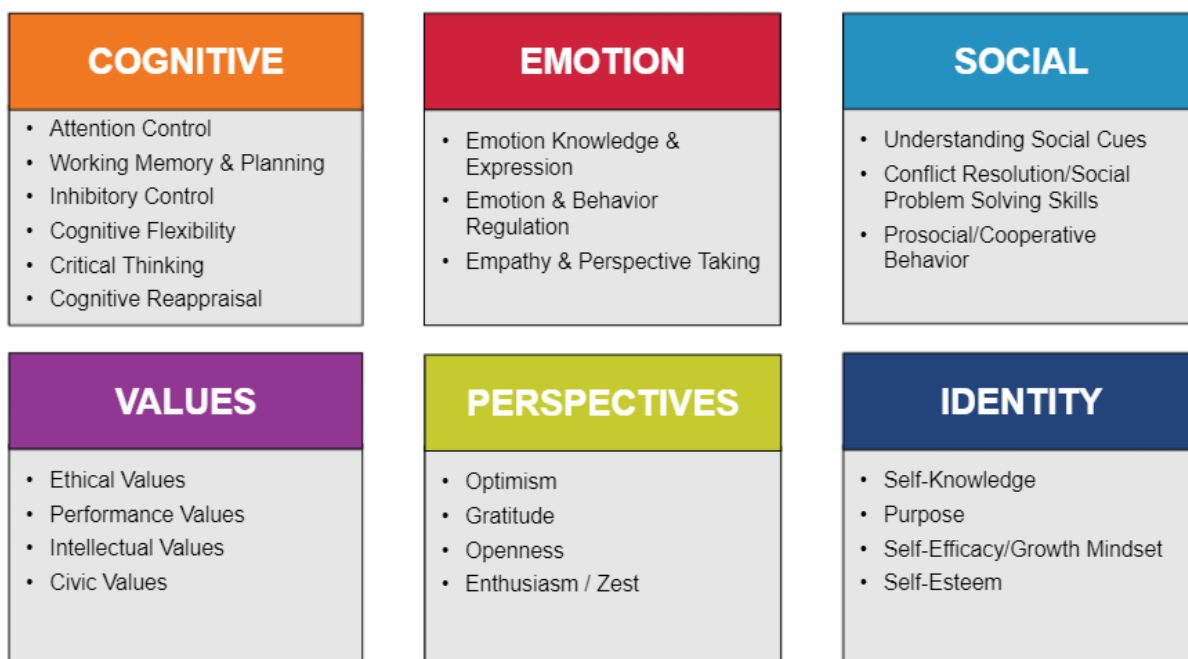 COGNITIVE
• Attention Control
• Working Memory & Planning
• Inhibitory Control
• Cognitive Flexibility
• Critical Thinking
• Cognitive Reappraisal
EMOTION
• Emotion Knowledge &
Expression
• Emotion & Behavior
Regulation
• Empathy & Perspective Taking
SOCIAL
• Understanding Social Cues
• Conflict Resolution/Social
Problem Solving Skills
• Prosocial/Cooperative
Behavior
VALUES
• Ethical Values
• Performance Values
• Intellectual Values
• Civic Values
PERSPECTIVES
• Optimism
• Gratitude
• Openness
• Enthusiasm / Zest
IDENTITY
• Self-Knowledge
• Purpose
• Self-Efficacy/Growth Mindset
• Self-Esteem